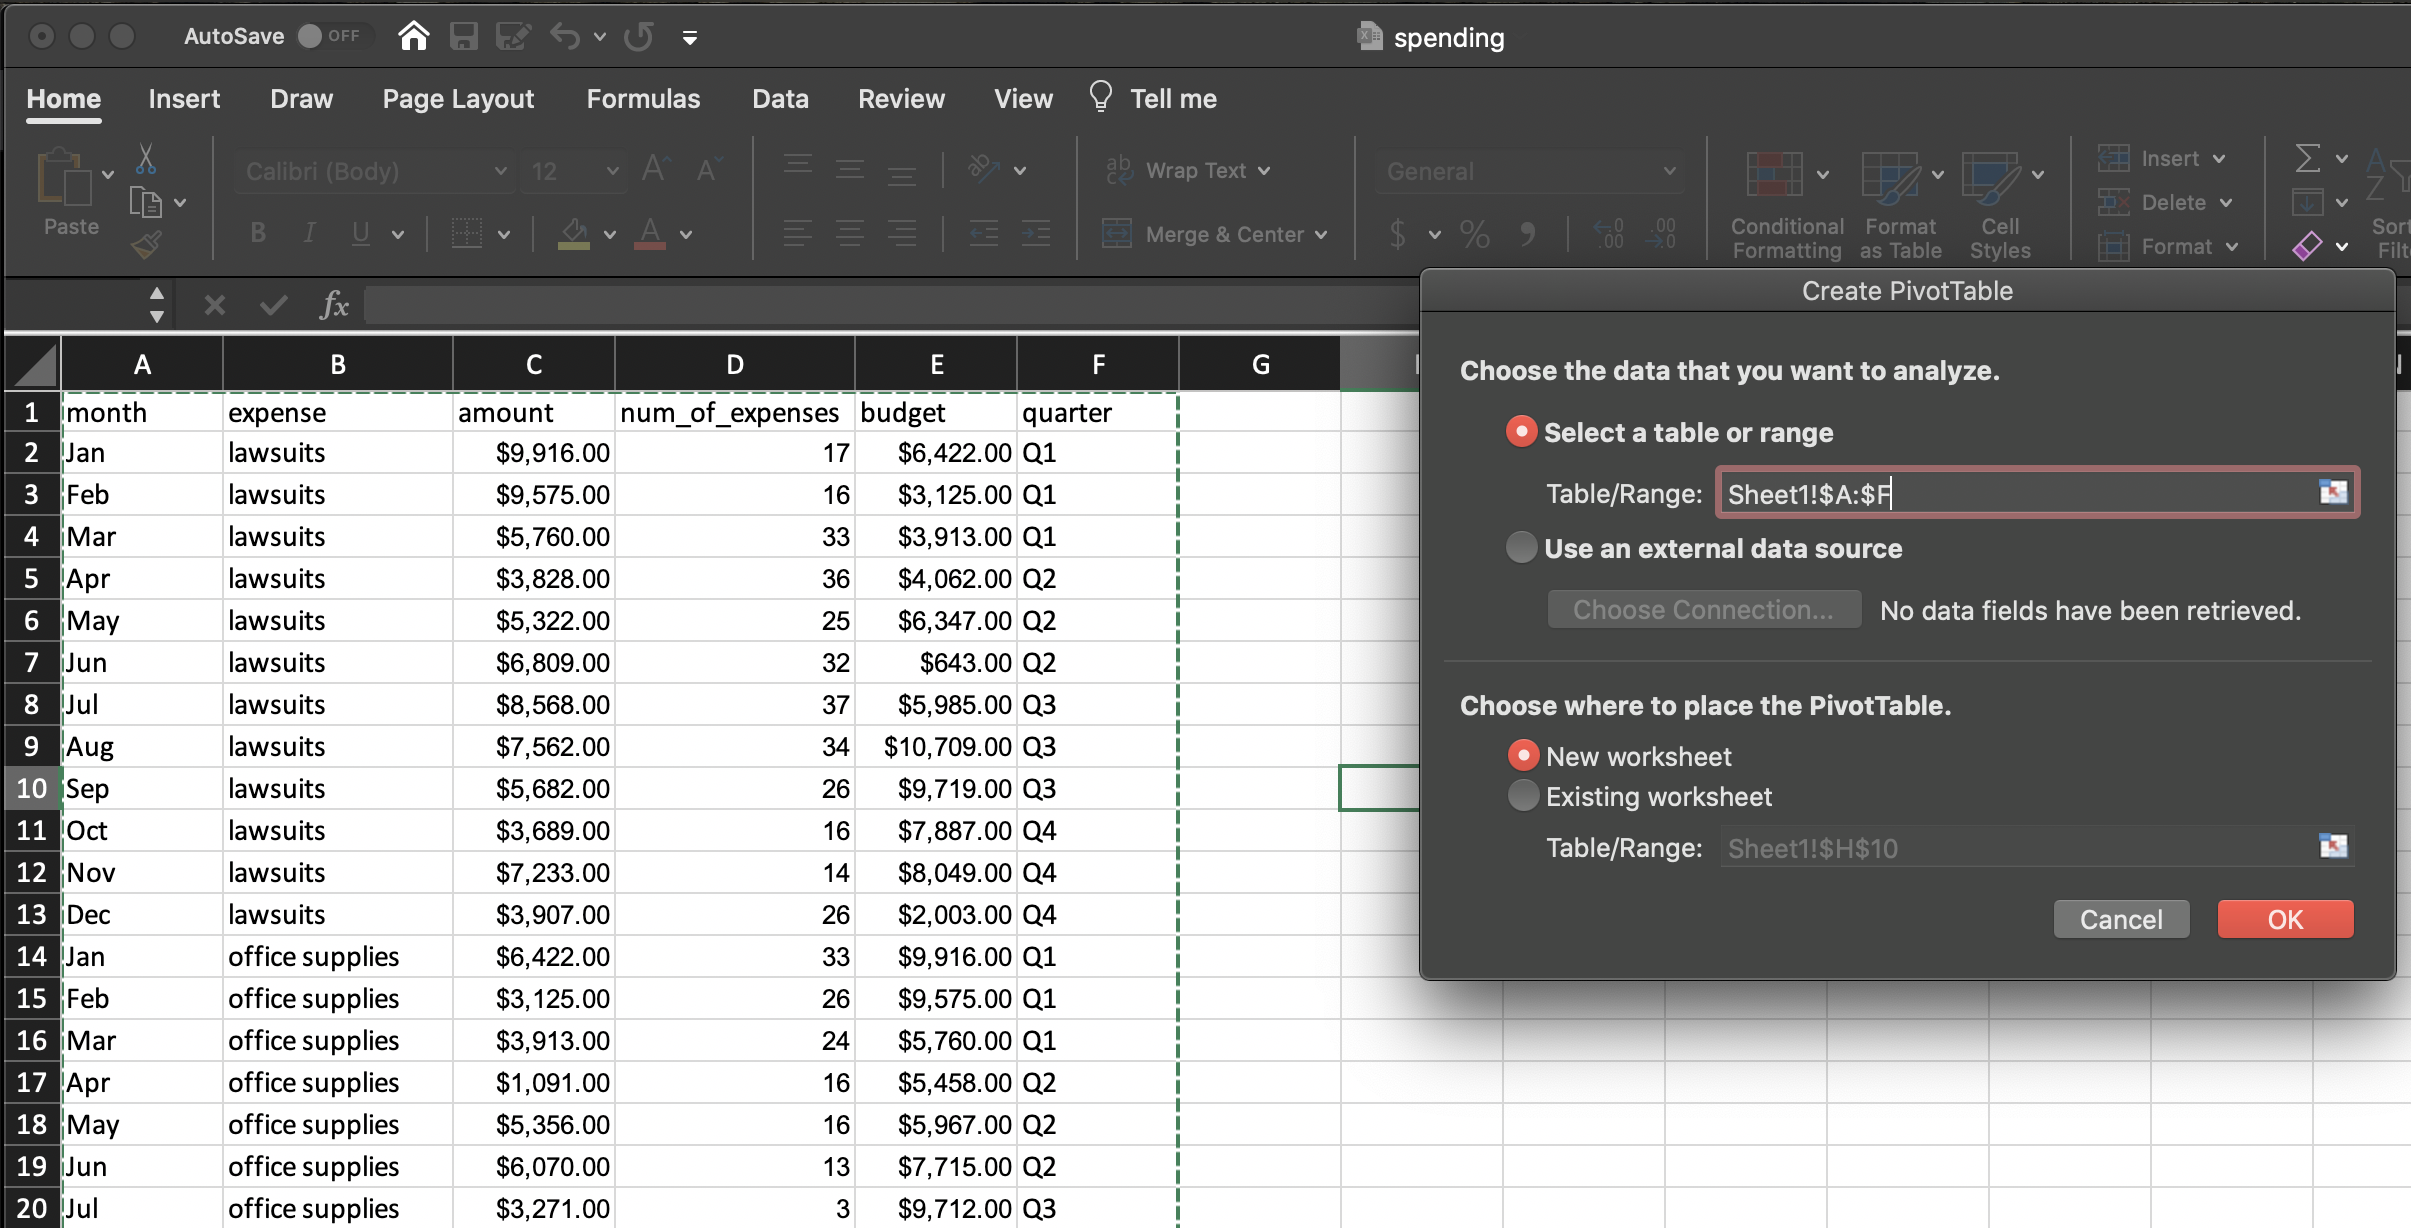 AutoSave OFF spending
Home Insert Draw Page Layout Formulas Data Review View Tell me
Paste
Calibri (Body) 12
B I U
Wrap Text
Merge & Center
General
$ % 9 .00 .00
Conditional Formatting
Format as Table
Cell Styles
Insert
Delete
Format
fx
A B C D E F G
1 month expense amount num_of_expenses budget quarter
2 Jan lawsuits $9,916.00 17 $6,422.00 Q1
3 Feb lawsuits $9,575.00 16 $3,125.00 Q1
4 Mar lawsuits $5,760.00 33 $3,913.00 Q1
5 Apr lawsuits $3,828.00 36 $4,062.00 Q2
6 May lawsuits $5,322.00 25 $6,347.00 Q2
7 Jun lawsuits $6,809.00 32 $643.00 Q2
8 Jul lawsuits $8,568.00 37 $5,985.00 Q3
9 Aug lawsuits $7,562.00 34 $10,709.00 Q3
10 Sep lawsuits $5,682.00 26 $9,719.00 Q3
11 Oct lawsuits $3,689.00 16 $7,887.00 Q4
12 Nov lawsuits $7,233.00 14 $8,049.00 Q4
13 Dec lawsuits $3,907.00 26 $2,003.00 Q4
14 Jan office supplies $6,422.00 33 $9,916.00 Q1
15 Feb office supplies $3,125.00 26 $9,575.00 Q1
16 Mar office supplies $3,913.00 24 $5,760.00 Q1
17 Apr office supplies $1,091.00 16 $5,458.00 Q2
18 May office supplies $5,356.00 16 $5,967.00 Q2
19 Jun office supplies $6,070.00 13 $7,715.00 Q2
20 Jul office supplies $3,271.00 3 $9,712.00 Q3
Create PivotTable
Choose the data that you want to analyze.
Select a table or range
Table/Range: Sheet1!$A:$F
Use an external data source
Choose Connection... No data fields have been retrieved.
Choose where to place the PivotTable.
New worksheet
Existing worksheet
Table/Range: Sheet1!$H$10
Cancel OK